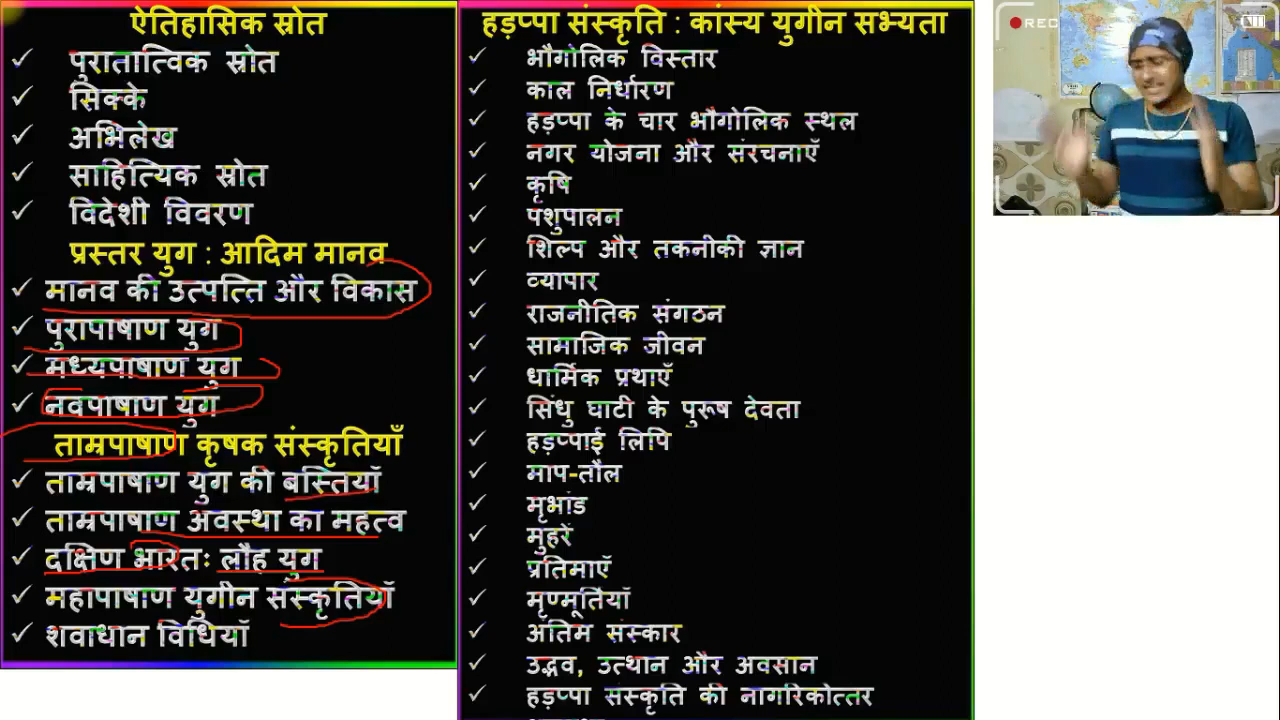 ऐतिहासिक स्रोत
पुरातात्विक स्रोत
सिक्के
अभिलेख
साहित्यिक स्रोत
विदेशी विवरण
प्रस्तर युग : आदिम मानव
मानव की उत्पत्ति और विकास
पुरापाषाण युग
मध्यपाषाण युग
नवपाषाण युग
ताम्रपाषाण कृषक संस्कृतियाँ
ताम्रपाषाण युग की बस्तियाँ
ताम्रपाषाण अवस्था का महत्व
दक्षिण भारतः लौह युग
महापाषाण युगीन संस्कृतियाँ
शवाधान विधियाँ
हड़प्पा संस्कृति : कांस्य युगीन सभ्यता
भौगोलिक विस्तार
काल निर्धारण
हड़प्पा के चार भौगोलिक स्थल
नगर योजना और संरचनाएँ
कृषि
पशुपालन
शिल्प और तकनीकी ज्ञान
व्यापार
राजनीतिक संगठन
सामाजिक जीवन
धार्मिक प्रथाएँ
सिंधु घाटी के पुरूष देवता
हड़प्पाई लिपि
माप-तौल
मृभांड
मुहरें
प्रतिमाएँ
मृण्मूर्तियाँ
अंतिम संस्कार
उद्भव, उत्थान और अवसान
हड़प्पा संस्कृति की नागरिकोत्तर
REC